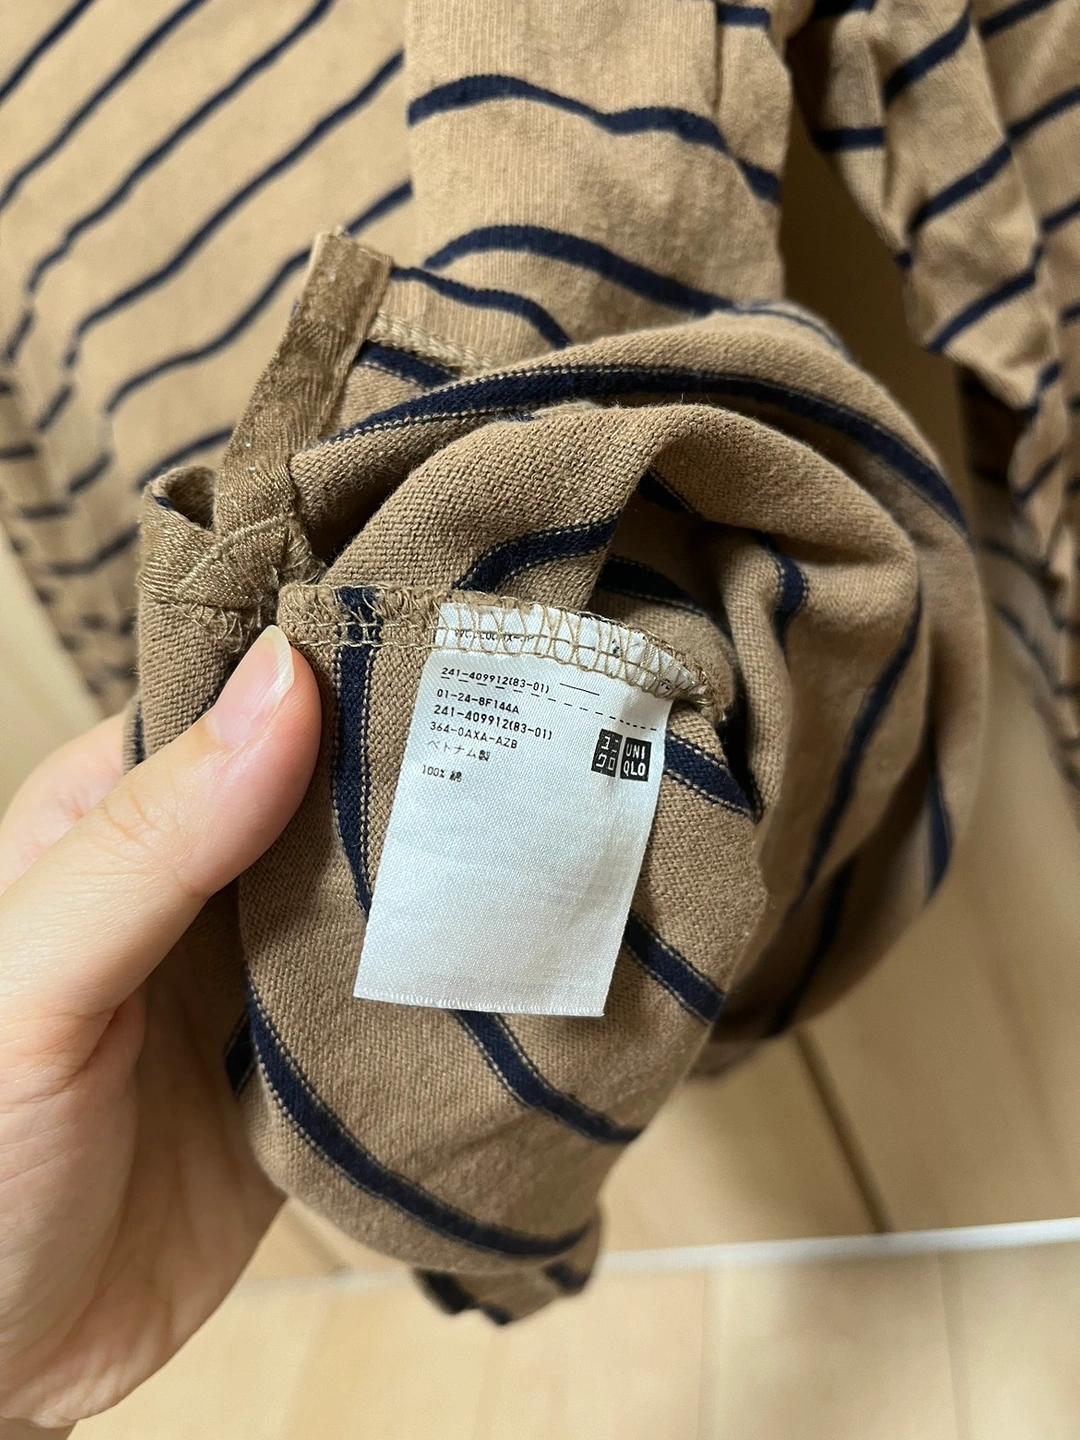 241-409912(83-01)
01-24-8F144A
241-409912(83-01)
364-0AXA-AZB
ベトナム製
100% 綿
ユニ
クロ
UNI
QLO